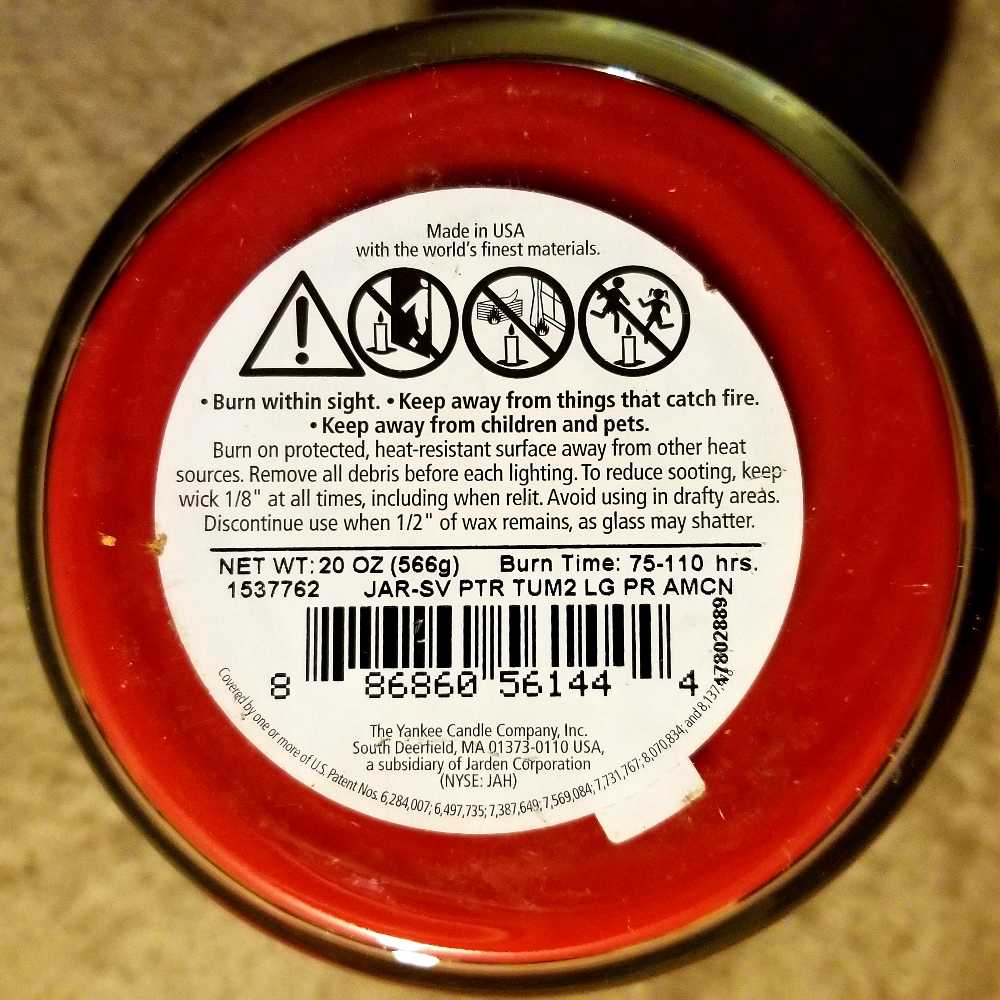 Made in USA
with the world's finest materials.
• Burn within sight. • Keep away from things that catch fire.
• Keep away from children and pets.
Burn on protected, heat-resistant surface away from other heat
sources. Remove all debris before each lighting. To reduce sooting, keep
wick 1/8" at all times, including when relit. Avoid using in drafty areas.
Discontinue use when 1/2" of wax remains, as glass may shatter.
NET WT: 20 OZ (566g) Burn Time: 75-110 hrs.
1537762 JAR-SV PTR TUM2 LG PR AMCN
8 86860 56144 4
47802889
The Yankee Candle Company, Inc.
South Deerfield, MA 01373-0110 USA,
a subsidiary of Jarden Corporation
(NYSE: JAH)
Covered by one or more of U.S. Patent Nos. 6,284,007; 6,497,735; 7,387,649; 7,569,084; 7,731,767; 8,070,834; and